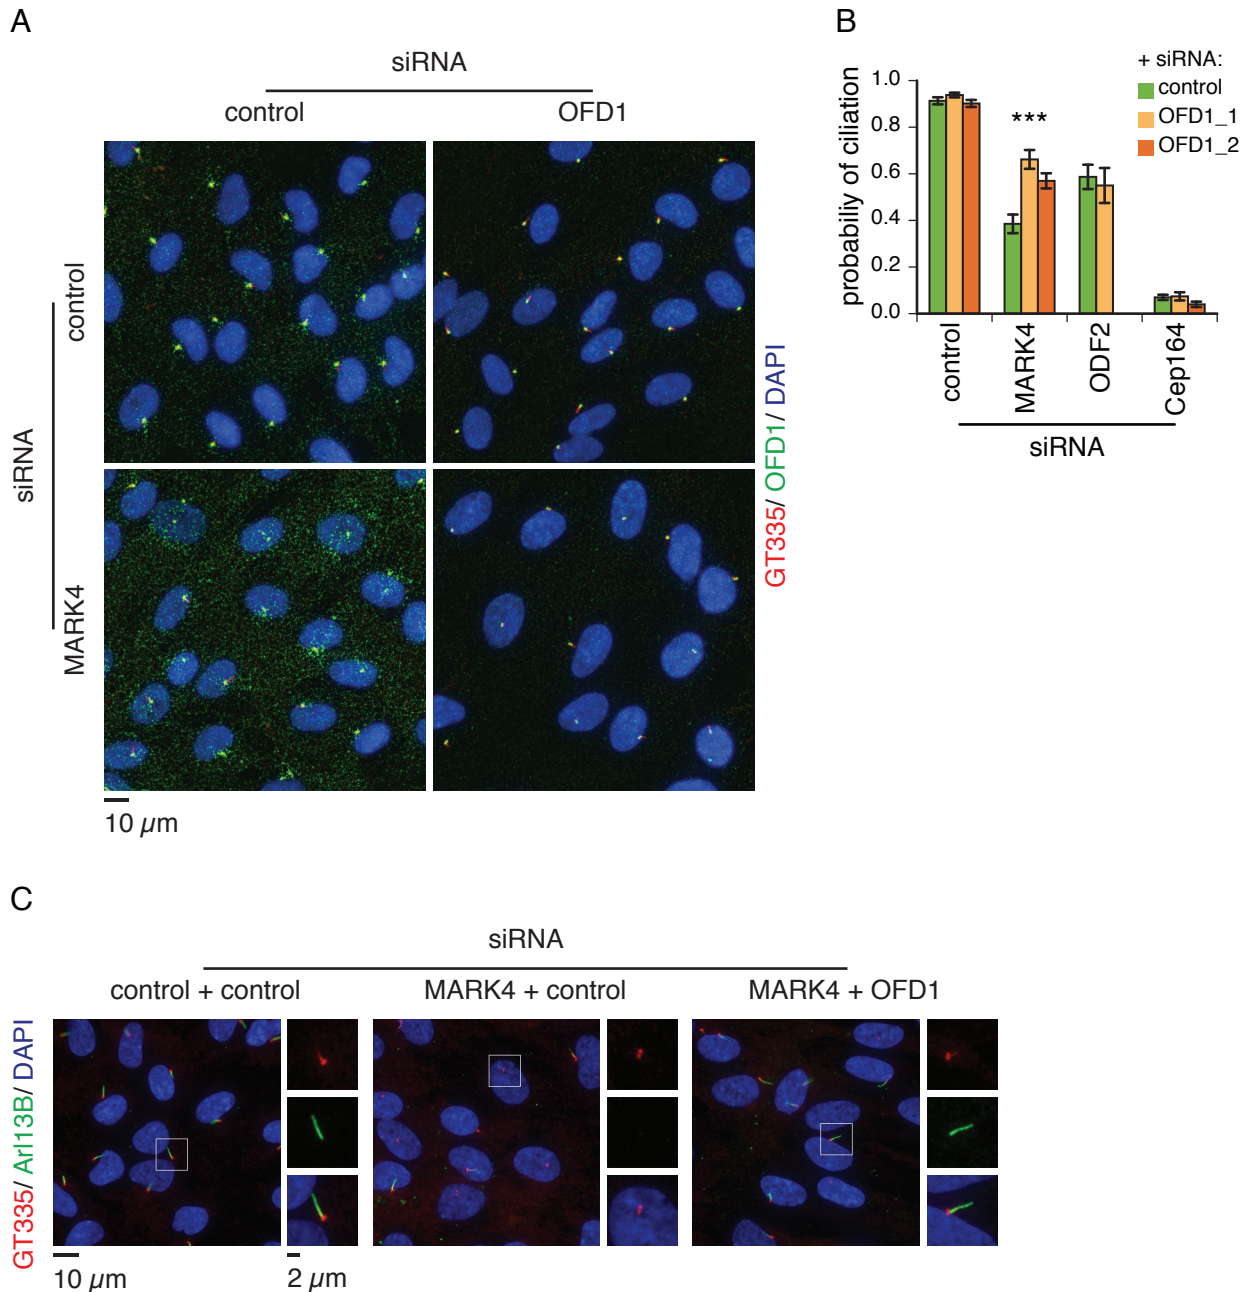 A
siRNA
control
OFD1
siRNA
control
MARK4
GT335/ OFD1/ DAPI
10 µm
B
+ siRNA:
control
OFD1_1
OFD1_2
probabiliy of ciliation
1.0
0.8
0.6
0.4
0.2
0.0
***
control
MARK4
ODF2
Cep164
siRNA
C
siRNA
control + control
MARK4 + control
MARK4 + OFD1
GT335/ Arl13B/ DAPI
10 µm
2 µm